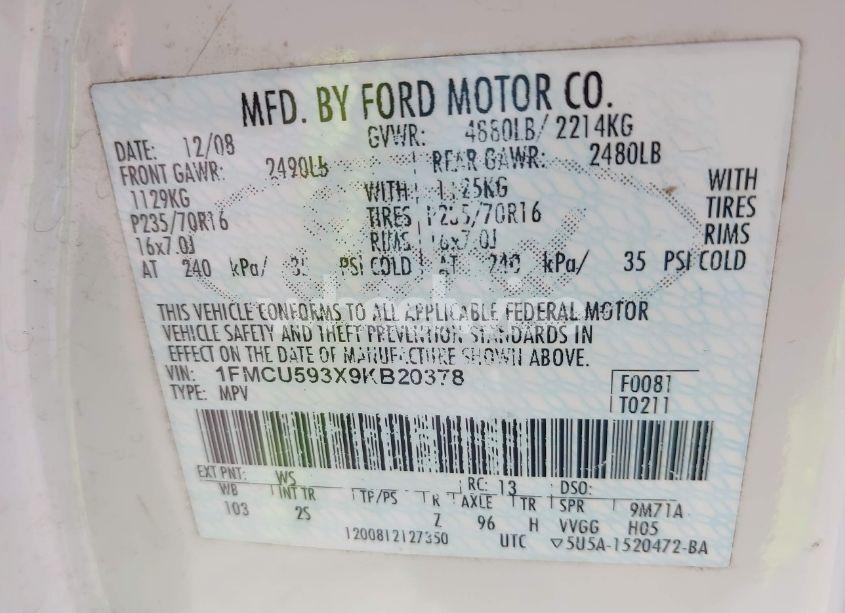 MFD. BY FORD MOTOR CO.
DATE: 12/08 GVWR: 4880LB/ 2214KG
FRONT GAWR: 2490LB REAR GAWR: 2480LB
1129KG WITH 1125KG WITH
P235/70R16 TIRES P235/70R16 TIRES
16x7.0J RIMS 16x7.0J RIMS
AT 240 kPa/ 35 PSI COLD AT 240 kPa/ 35 PSI COLD
THIS VEHICLE CONFORMS TO ALL APPLICABLE FEDERAL MOTOR
VEHICLE SAFETY AND THEFT PREVENTION STANDARDS IN
EFFECT ON THE DATE OF MANUFACTURE SHOWN ABOVE.
VIN: 1FMCU593X9KB20378 F0081
TYPE: MPV T0211
EXT PNT: WS RC: 13 DSO:
WB INT TR TP/PS R AXLE TR SPR 9M71A
103 2S Z 96 H VVGG H05
1200812127350 UTC ▽5U5A-1520472-BA